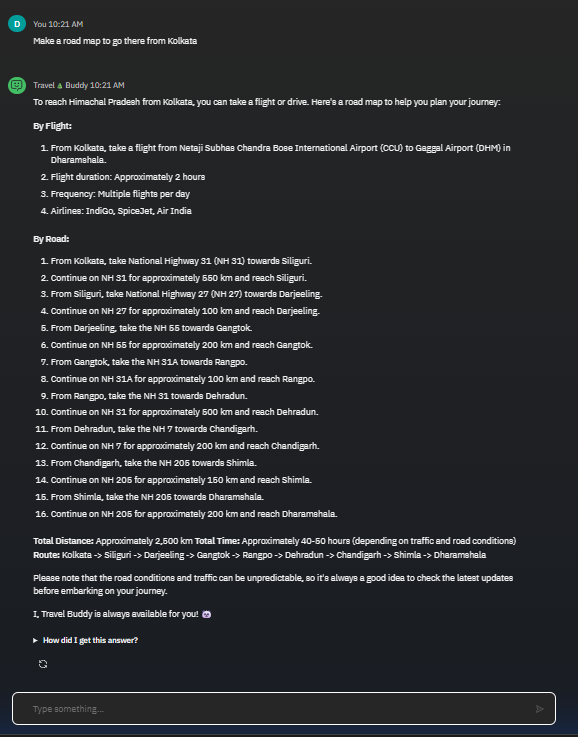 D You 10:21 AM
Make a road map to go there from Kolkata
Travel Buddy 10:21 AM
To reach Himachal Pradesh from Kolkata, you can take a flight or drive. Here's a road map to help you plan your journey:
By Flight:
1. From Kolkata, take a flight from Netaji Subhas Chandra Bose International Airport (CCU) to Gaggal Airport (DHM) in
Dharamshala.
2. Flight duration: Approximately 2 hours
3. Frequency: Multiple flights per day
4. Airlines: IndiGo, SpiceJet, Air India
By Road:
1. From Kolkata, take National Highway 31 (NH 31) towards Siliguri.
2. Continue on NH 31 for approximately 550 km and reach Siliguri.
3. From Siliguri, take National Highway 27 (NH 27) towards Darjeeling.
4. Continue on NH 27 for approximately 100 km and reach Darjeeling.
5. From Darjeeling, take the NH 55 towards Gangtok.
6. Continue on NH 55 for approximately 200 km and reach Gangtok.
7. From Gangtok, take the NH 31A towards Rangpo.
8. Continue on NH 31A for approximately 100 km and reach Rangpo.
9. From Rangpo, take the NH 31 towards Dehradun.
10. Continue on NH 31 for approximately 500 km and reach Dehradun.
11. From Dehradun, take the NH 7 towards Chandigarh.
12. Continue on NH 7 for approximately 200 km and reach Chandigarh.
13. From Chandigarh, take the NH 205 towards Shimla.
14. Continue on NH 205 for approximately 150 km and reach Shimla.
15. From Shimla, take the NH 205 towards Dharamshala.
16. Continue on NH 205 for approximately 200 km and reach Dharamshala.
Total Distance: Approximately 2,500 km Total Time: Approximately 40-50 hours (depending on traffic and road conditions)
Route: Kolkata -> Siliguri -> Darjeeling -> Gangtok -> Rangpo -> Dehradun -> Chandigarh -> Shimla -> Dharamshala
Please note that the road conditions and traffic can be unpredictable, so it's always a good idea to check the latest updates
before embarking on your journey.
I, Travel Buddy is always available for you!
How did I get this answer?
Type something...